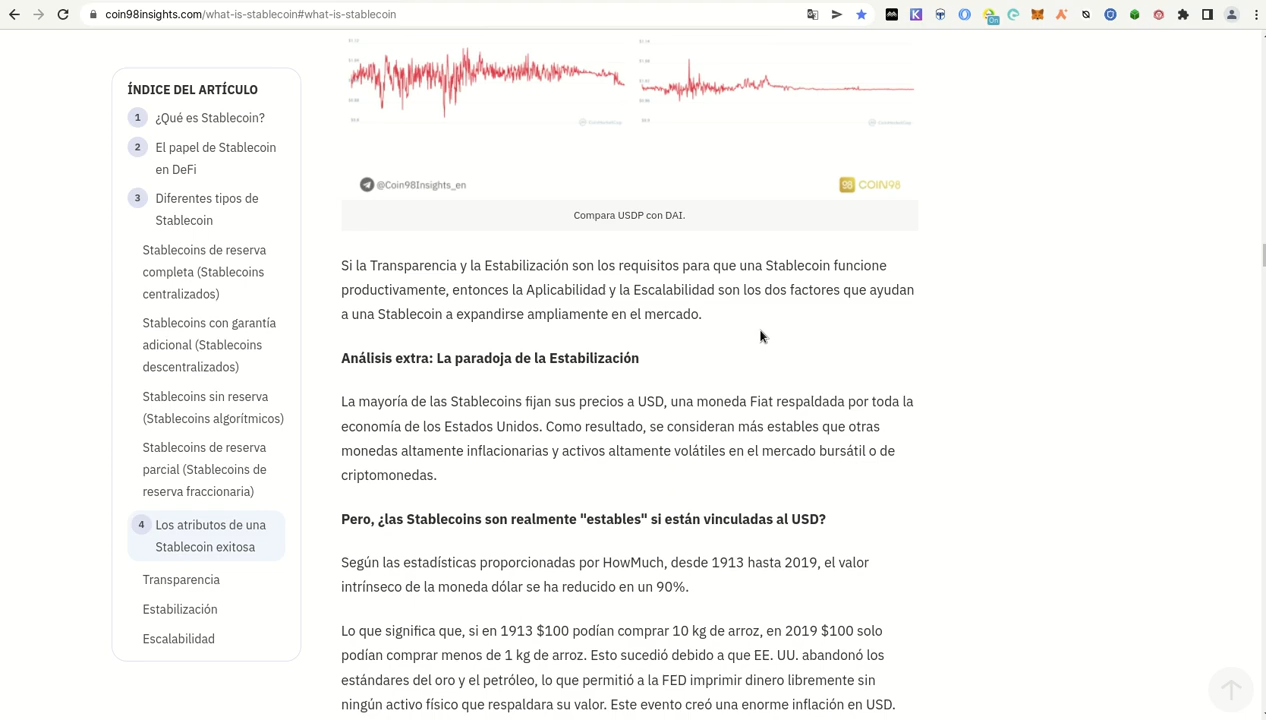 coin98insights.com/what-is-stablecoin#what-is-stablecoin
On
ÍNDICE DEL ARTÍCULO
1 ¿Qué es Stablecoin?
2 El papel de Stablecoin
en DeFi
3 Diferentes tipos de
Stablecoin
Stablecoins de reserva
completa (Stablecoins
centralizados)
Stablecoins con garantía
adicional (Stablecoins
descentralizados)
Stablecoins sin reserva
(Stablecoins algorítmicos)
Stablecoins de reserva
parcial (Stablecoins de
reserva fraccionaria)
4 Los atributos de una
Stablecoin exitosa
Transparencia
Estabilización
Escalabilidad
@Coin98Insights_en
98 COIN98
Compara USDP con DAI.
Si la Transparencia y la Estabilización son los requisitos para que una Stablecoin funcione
productivamente, entonces la Aplicabilidad y la Escalabilidad son los dos factores que ayudan
a una Stablecoin a expandirse ampliamente en el mercado.
Análisis extra: La paradoja de la Estabilización
La mayoría de las Stablecoins fijan sus precios a USD, una moneda Fiat respaldada por toda la
economía de los Estados Unidos. Como resultado, se consideran más estables que otras
monedas altamente inflacionarias y activos altamente volátiles en el mercado bursátil o de
criptomonedas.
Pero, ¿las Stablecoins son realmente "estables" si están vinculadas al USD?
Según las estadísticas proporcionadas por HowMuch, desde 1913 hasta 2019, el valor
intrínseco de la moneda dólar se ha reducido en un 90%.
Lo que significa que, si en 1913 $100 podían comprar 10 kg de arroz, en 2019 $100 solo
podían comprar menos de 1 kg de arroz. Esto sucedió debido a que EE. UU. abandonó los
estándares del oro y el petróleo, lo que permitió a la FED imprimir dinero libremente sin
ningún activo físico que respaldara su valor. Este evento creó una enorme inflación en USD.